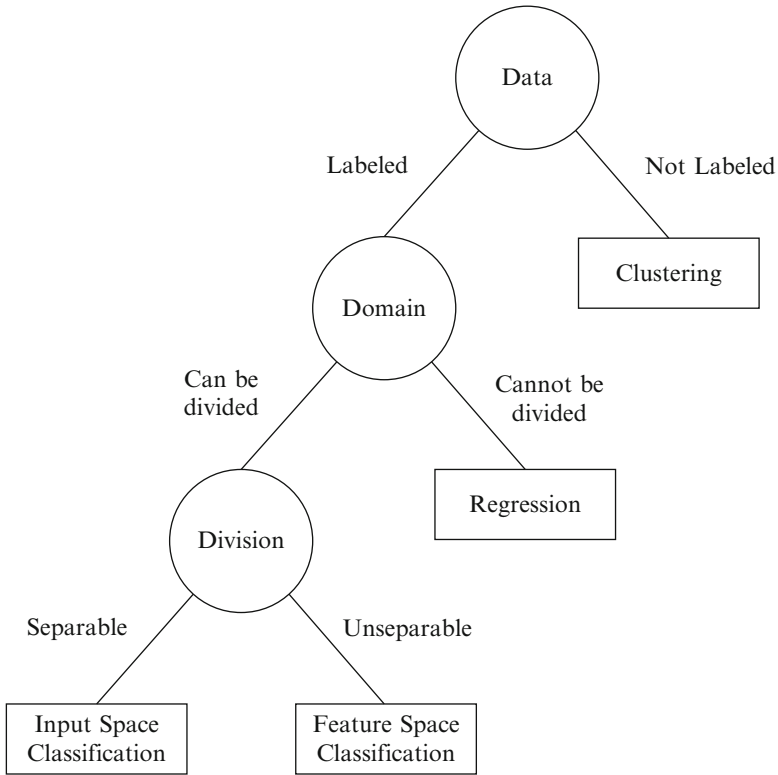 Data
Labeled
Not Labeled
Clustering
Domain
Can be
divided
Cannot be
divided
Regression
Division
Separable
Unseparable
Input Space
Classification
Feature Space
Classification